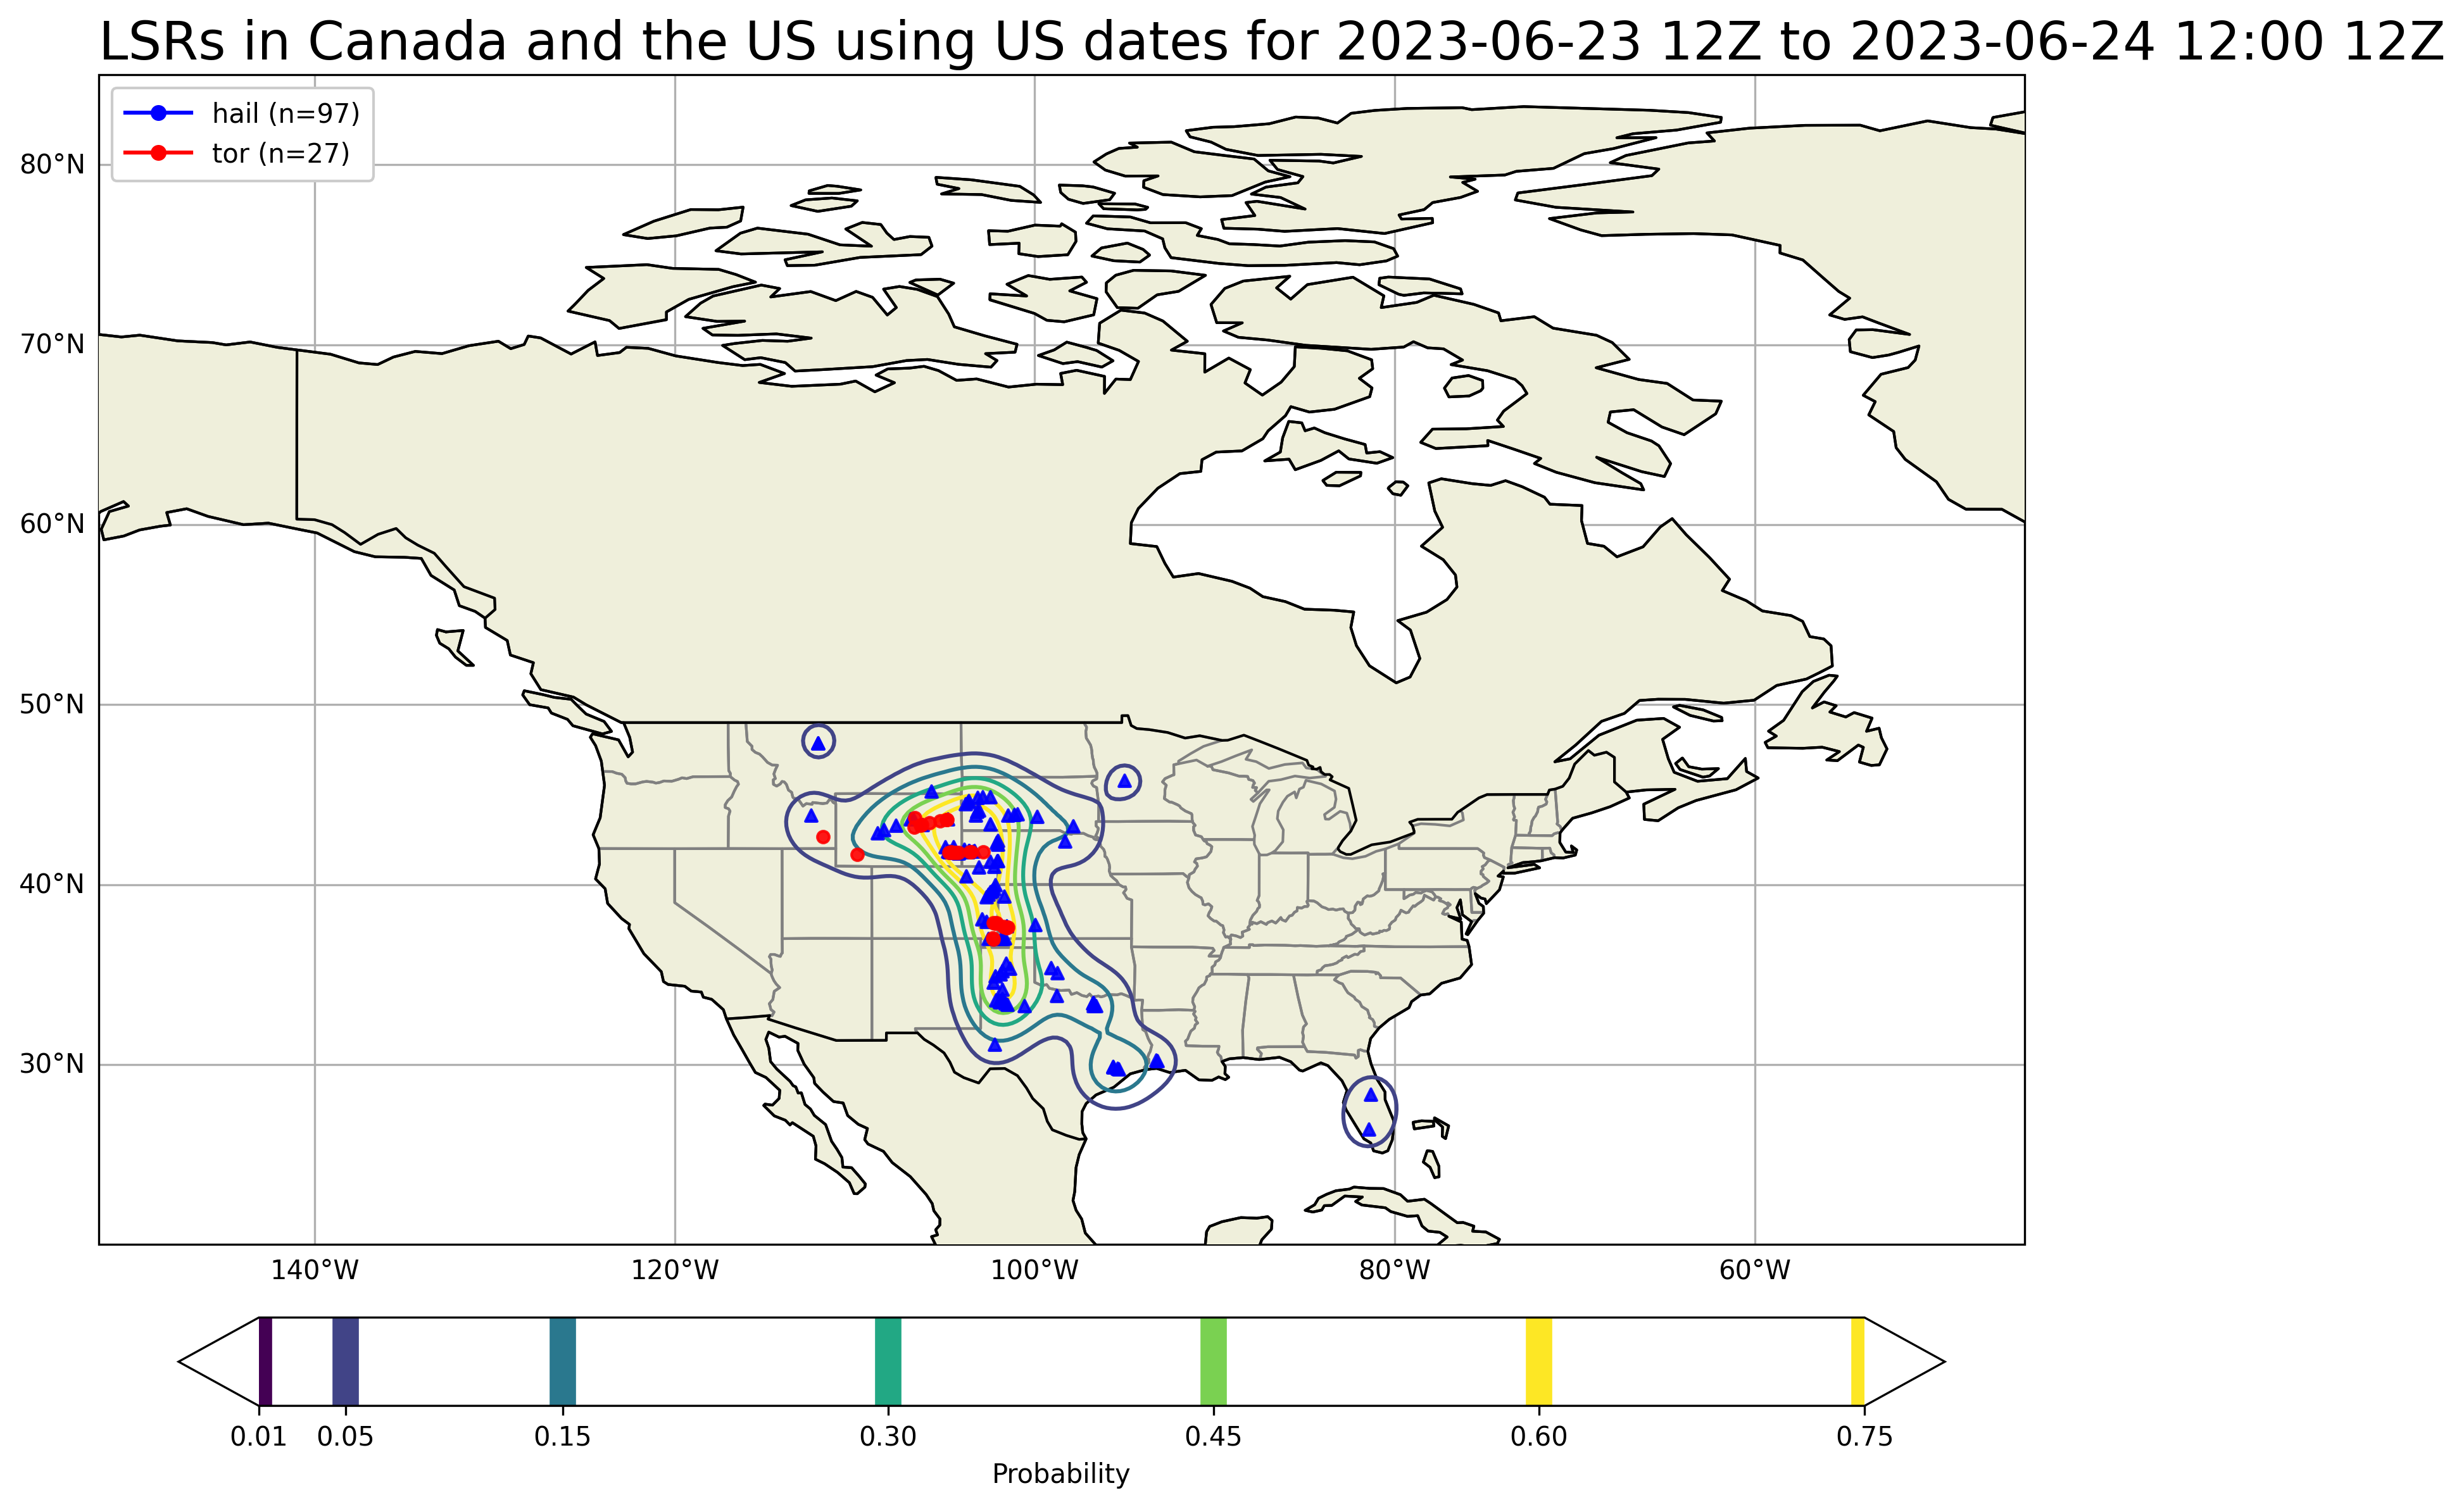 LSRs in Canada and the US using US dates for 2023-06-23 12Z to 2023-06-24 12:00 12Z
hail (n=97)
tor (n=27)
80°N
70°N
60°N
50°N
40°N
30°N
140°W 120°W 100°W 80°W 60°W
0.01 0.05 0.15 0.30 0.45 0.60 0.75
Probability